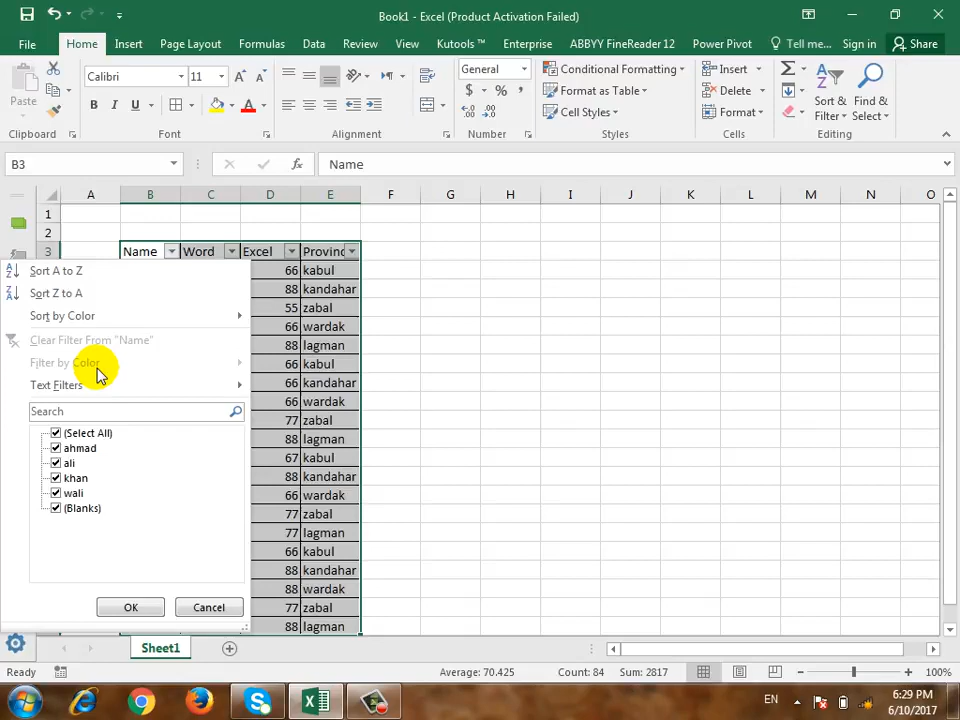 Book1 - Excel (Product Activation Failed)
File Home Insert Page Layout Formulas Data Review View Kutools ™ Enterprise ABBYY FineReader 12 Power Pivot Tell me... Sign in Share
Paste
Calibri 11
B I U A
General
$ % ,
Conditional Formatting
Format as Table
Cell Styles
Insert
Delete
Format
Sort & Filter
Find & Select
Clipboard Font Alignment Number Styles Cells Editing
B3 fx Name
A B C D E F G H I J K L M N O
1
2
3 Name Word Excel Provinc
66 kabul
88 kandahar
55 zabal
66 wardak
88 lagman
66 kabul
88 kandahar
66 wardak
77 zabal
88 lagman
67 kabul
88 kandahar
66 wardak
77 zabal
77 lagman
66 kabul
88 kandahar
88 wardak
77 zabal
88 lagman
Sort A to Z
Sort Z to A
Sort by Color
Clear Filter From "Name"
Filter by Color
Text Filters
Search
(Select All)
ahmad
ali
khan
wali
(Blanks)
OK Cancel
Sheet1
Ready Average: 70.425 Count: 84 Sum: 2817 100%
EN 6:29 PM
6/10/2017